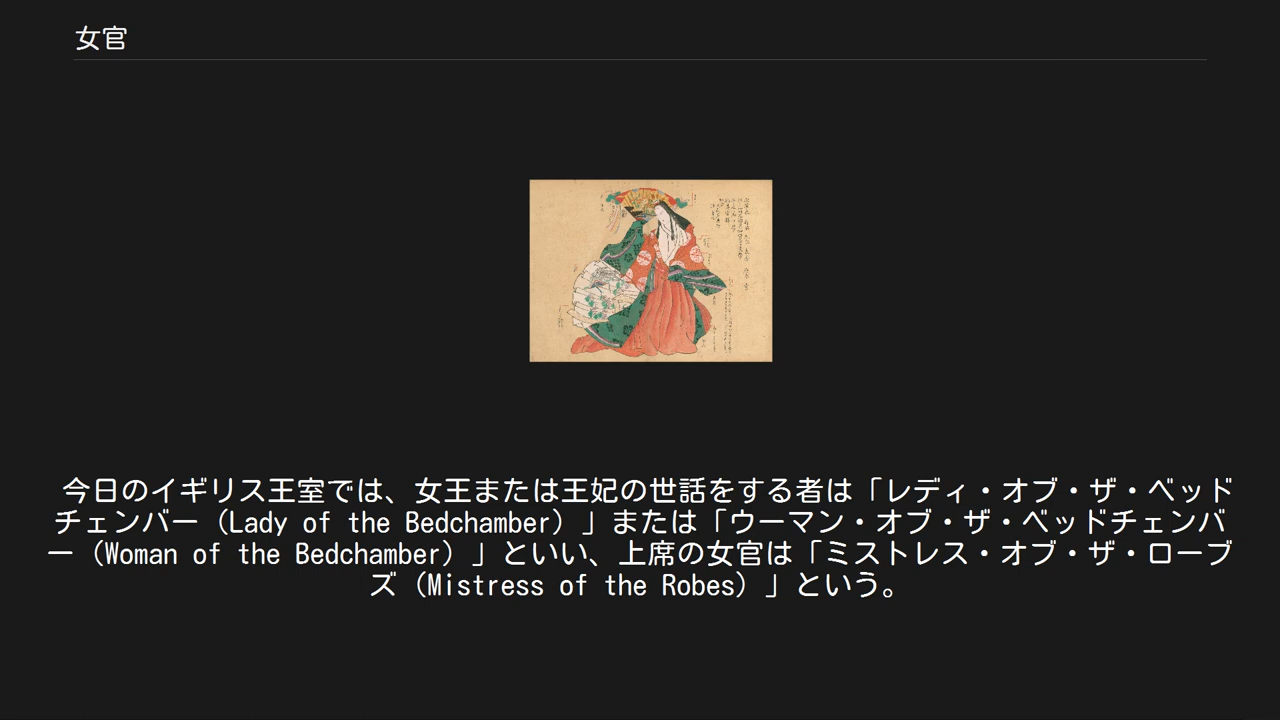 女官
今日のイギリス王室では、女王または王妃の世話をする者は「レディ・オブ・ザ・ベッド
チェンバー（Lady of the Bedchamber）」または「ウーマン・オブ・ザ・ベッドチェンバ
ー（Woman of the Bedchamber）」といい、上席の女官は「ミストレス・オブ・ザ・ローブ
ズ（Mistress of the Robes）」という。